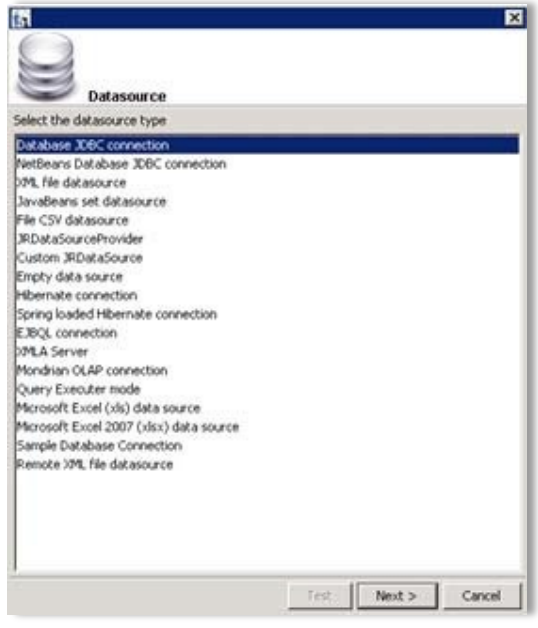 Datasource
Select the datasource type
Database JDBC connection
NetBeans Database JDBC connection
XML file datasource
JavaBeans set datasource
File CSV datasource
JRDataSourceProvider
Custom JRDataSource
Empty data source
Hibernate connection
Spring loaded Hibernate connection
EJBQL connection
XMLA Server
Mondrian OLAP connection
Query Executer mode
Microsoft Excel (xls) data source
Microsoft Excel 2007 (xlsx) data source
Sample Database Connection
Remote XML file datasource
Test Next > Cancel